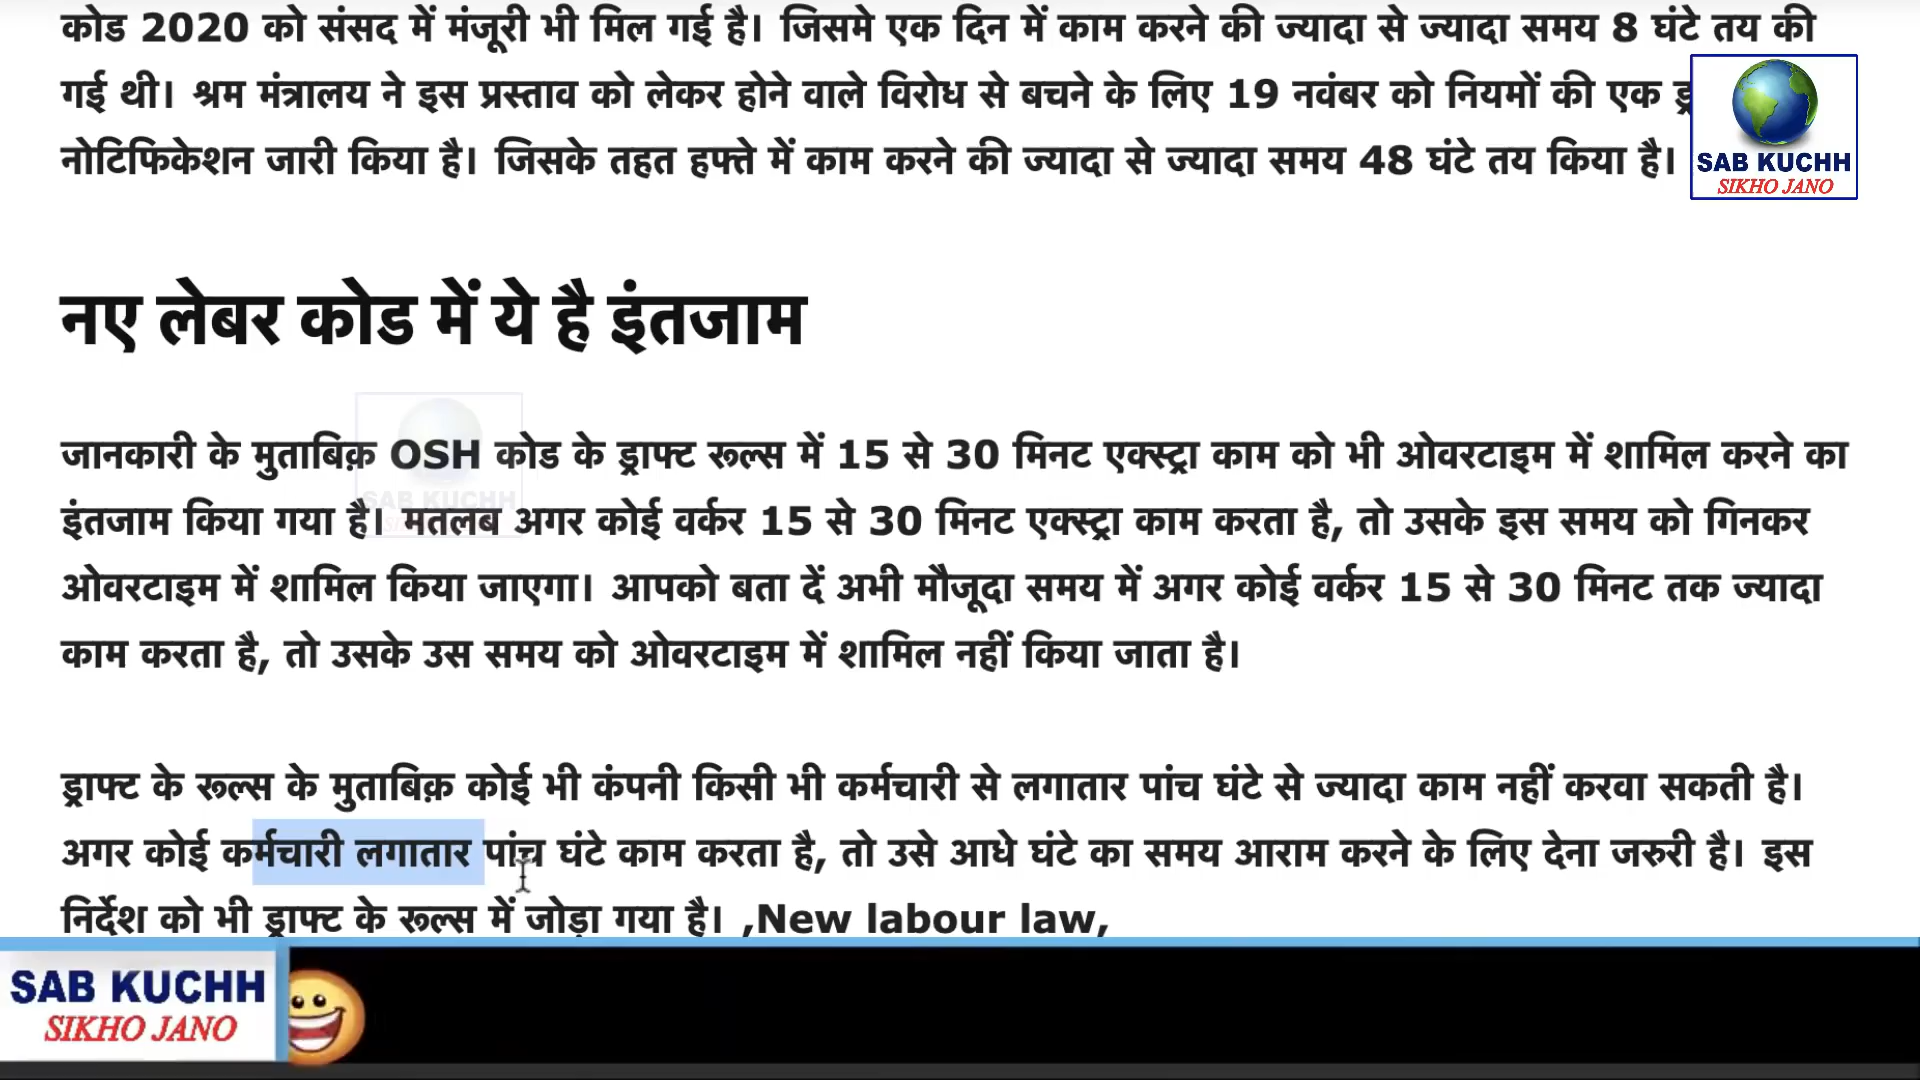 कोड 2020 को संसद में मंजूरी भी मिल गई है। जिसमे एक दिन में काम करने की ज्यादा से ज्यादा समय 8 घंटे तय की
गई थी। श्रम मंत्रालय ने इस प्रस्ताव को लेकर होने वाले विरोध से बचने के लिए 19 नवंबर को नियमों की एक
नोटिफिकेशन जारी किया है। जिसके तहत हफ्ते में काम करने की ज्यादा से ज्यादा समय 48 घंटे तय किया है।
SAB KUCHH
SIKHO JANO
नए लेबर कोड में ये है इंतजाम
जानकारी के मुताबिक़ OSH कोड के ड्राफ्ट रूल्स में 15 से 30 मिनट एक्स्ट्रा काम को भी ओवरटाइम में शामिल करने का
SAB KUCHH
इंतजाम किया गया है। मतलब अगर कोई वर्कर 15 से 30 मिनट एक्स्ट्रा काम करता है, तो उसके इस समय को गिनकर
ओवरटाइम में शामिल किया जाएगा। आपको बता दें अभी मौजूदा समय में अगर कोई वर्कर 15 से 30 मिनट तक ज्यादा
काम करता है, तो उसके उस समय को ओवरटाइम में शामिल नहीं किया जाता है।
ड्राफ्ट के रूल्स के मुताबिक़ कोई भी कंपनी किसी भी कर्मचारी से लगातार पांच घंटे से ज्यादा काम नहीं करवा सकती है।
अगर कोई कर्मचारी लगातार पांच घंटे काम करता है, तो उसे आधे घंटे का समय आराम करने के लिए देना जरुरी है। इस
निर्देश को भी ड्राफ्ट के रूल्स में जोड़ा गया है। ,New labour law,
SAB KUCHH
SIKHO JANO